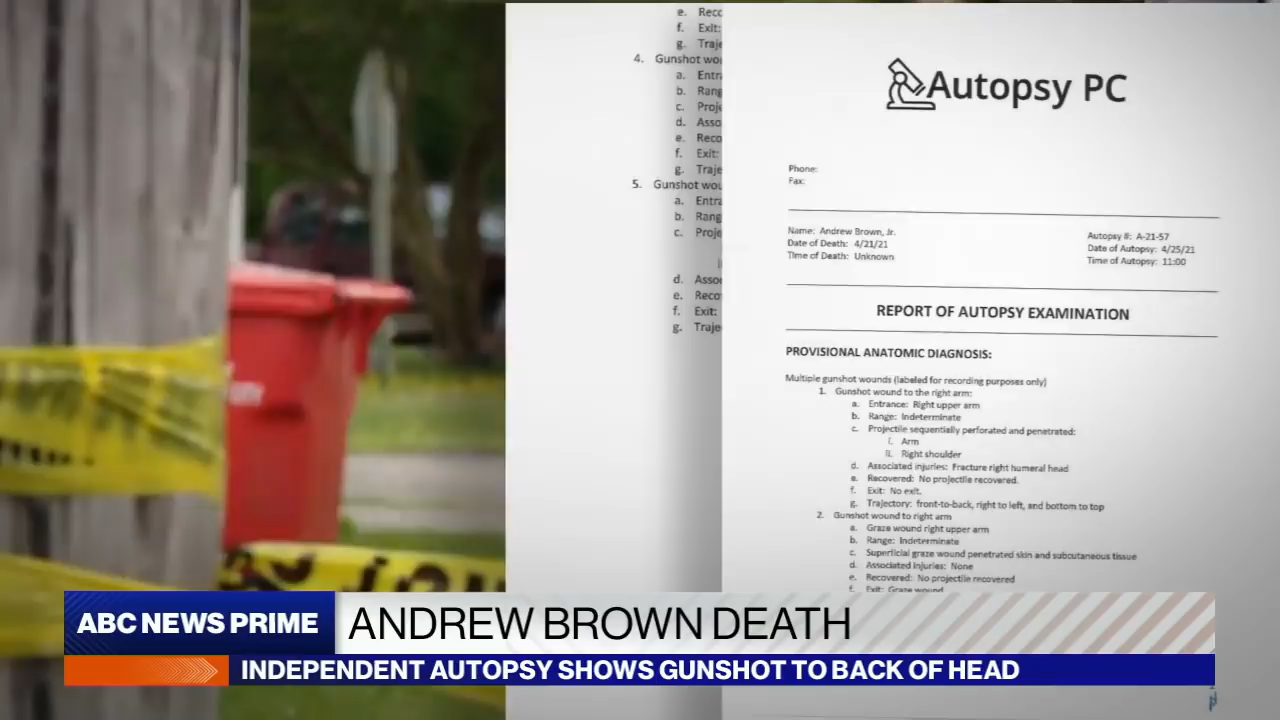 e. Reco
f. Exit:
g. Traje
4. Gunshot wou
a. Entra
b. Rang
c. Proje
d. Asso
e. Reco
f. Exit:
g. Traje
5. Gunshot wou
a. Entra
b. Rang
c. Proje
d. Assoc
e. Reco
f. Exit:
g. Traje
Autopsy PC
Phone:
Fax:
Name: Andrew Brown, Jr.
Date of Death: 4/21/21
Time of Death: Unknown
Autopsy #: A-21-57
Date of Autopsy: 4/25/21
Time of Autopsy: 11:00
REPORT OF AUTOPSY EXAMINATION
PROVISIONAL ANATOMIC DIAGNOSIS:
Multiple gunshot wounds (labeled for recording purposes only)
1. Gunshot wound to the right arm:
a. Entrance: Right upper arm
b. Range: Indeterminate
c. Projectile sequentially perforated and penetrated:
i. Arm
ii. Right shoulder
d. Associated injuries: Fracture right humeral head
e. Recovered: No projectile recovered.
f. Exit: No exit.
g. Trajectory: front-to-back, right to left, and bottom to top
2. Gunshot wound to right arm
a. Graze wound right upper arm
b. Range: Indeterminate
c. Superficial graze wound penetrated skin and subcutaneous tissue
d. Associated injuries: None
e. Recovered: No projectile recovered
f. Exit: Graze wound
ABC NEWS PRIME
ANDREW BROWN DEATH
INDEPENDENT AUTOPSY SHOWS GUNSHOT TO BACK OF HEAD